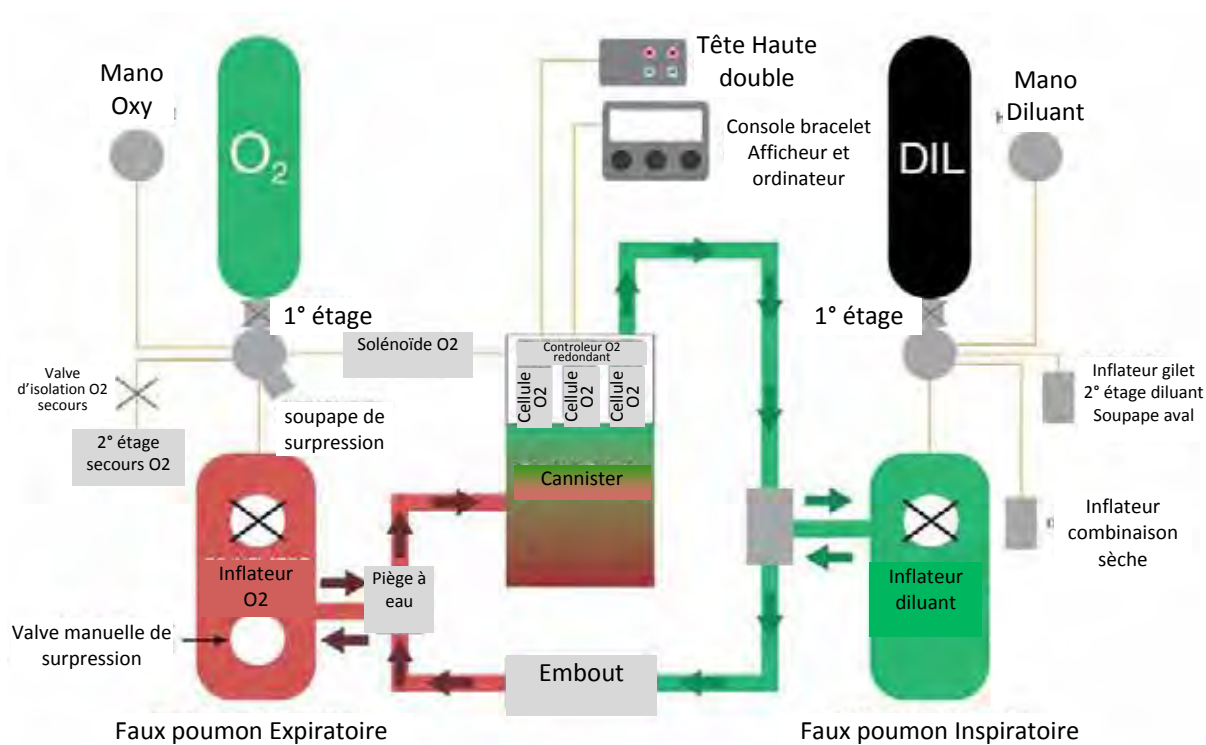 Tête Haute
double
Mano
Oxy
Mano
Diluant
O2
Console bracelet
Afficheur et
ordinateur
DIL
1° étage
1° étage
Solénoïde O2
Controleur O2
redondant
Valve
d'isolation O2
secours
Cellule
O2
Cellule
O2
Cellule
O2
Inflateur gilet
2° étage diluant
Soupape aval
soupape de
surpression
2° étage
secours O2
Cannister
Inflateur
combinaison
sèche
Inflateur
O2
Piège à
eau
Inflateur
diluant
Valve manuelle de
surpression
Embout
Faux poumon Expiratoire
Faux poumon Inspiratoire